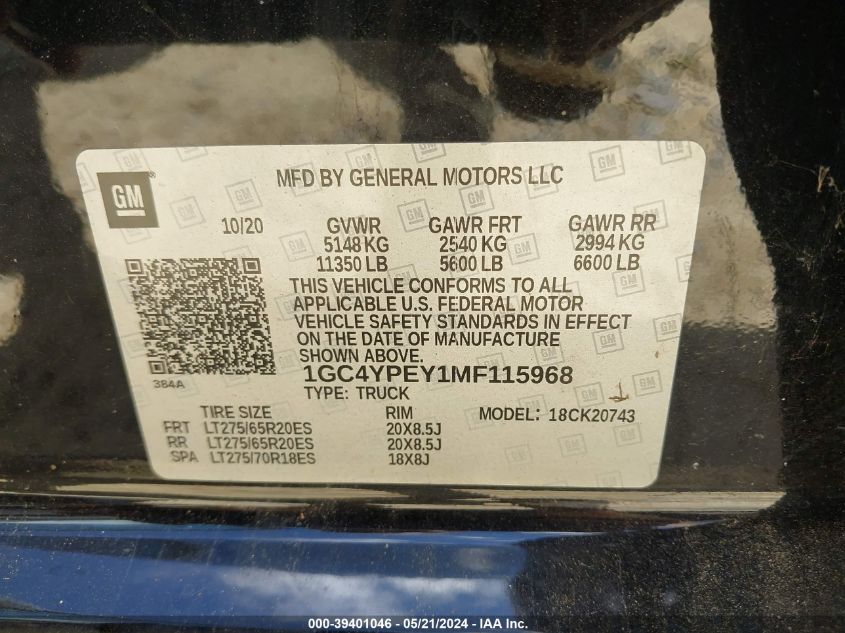 GM
MFD BY GENERAL MOTORS LLC
10/20 GVWR GAWR FRT GAWR RR
5148 KG 2540 KG 2994 KG
11350 LB 5600 LB 6600 LB
THIS VEHICLE CONFORMS TO ALL
APPLICABLE U.S. FEDERAL MOTOR
VEHICLE SAFETY STANDARDS IN EFFECT
ON THE DATE OF MANUFACTURE
SHOWN ABOVE.
384A
1GC4YPEY1MF115968
TYPE: TRUCK
TIRE SIZE RIM MODEL: 18CK20743
FRT LT275/65R20ES 20X8.5J
RR LT275/65R20ES 20X8.5J
SPA LT275/70R18ES 18X8J
000-39401046 — 05/21/2024 — IAA Inc.